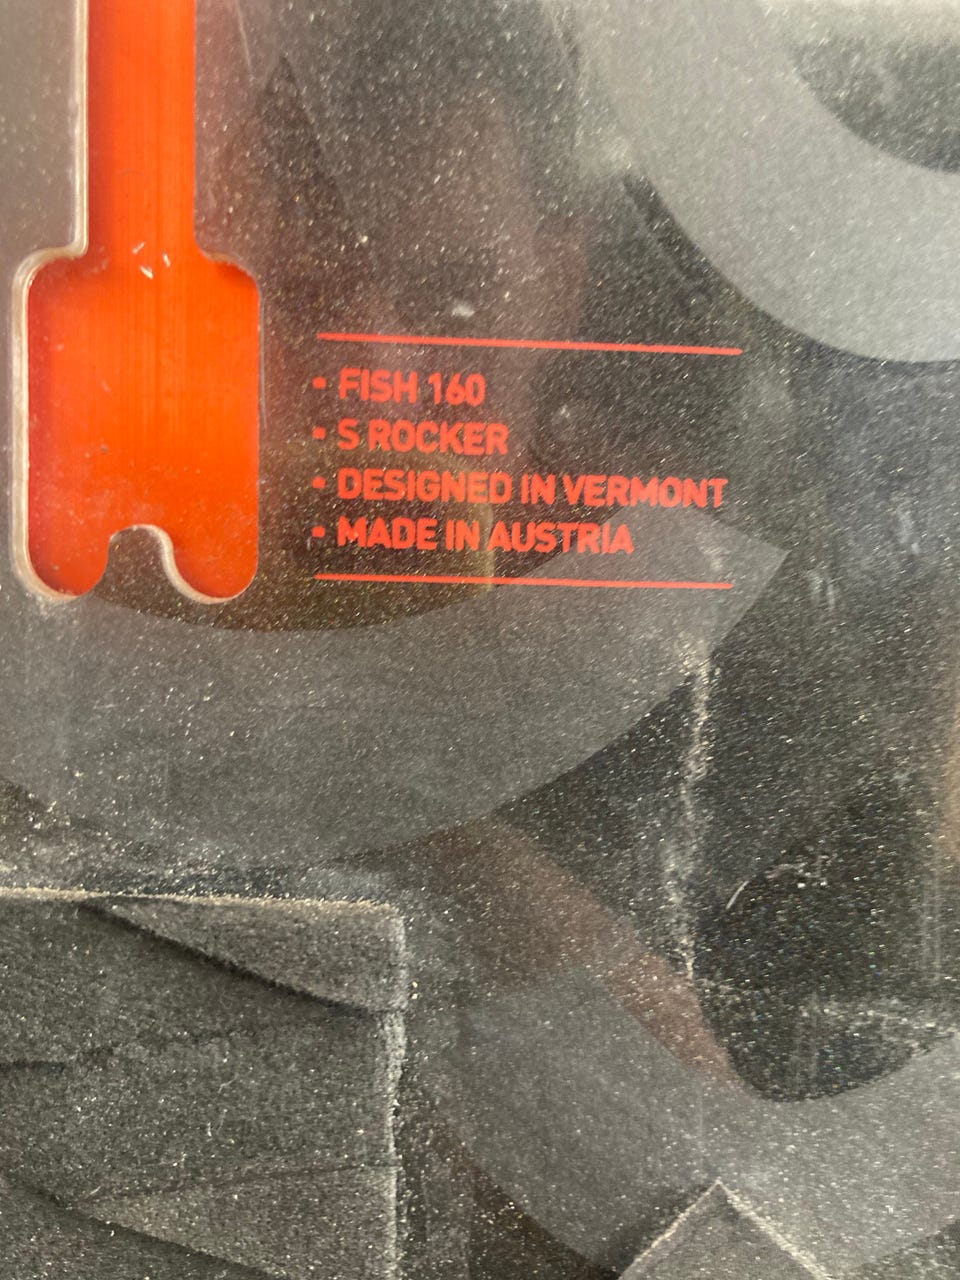 • FISH 160
• S ROCKER
• DESIGNED IN VERMONT
• MADE IN AUSTRIA